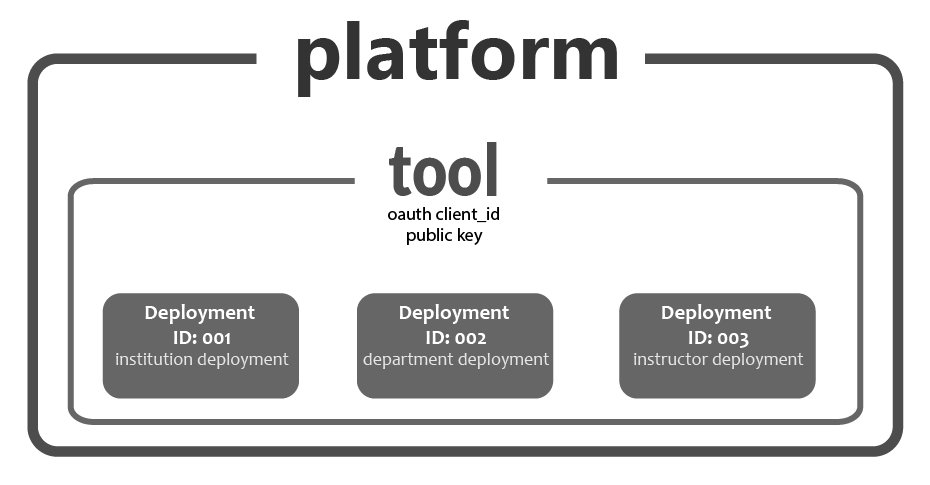 platform
tool
oauth client_id
public key
Deployment
ID: 001
institution deployment
Deployment
ID: 002
department deployment
Deployment
ID: 003
instructor deployment